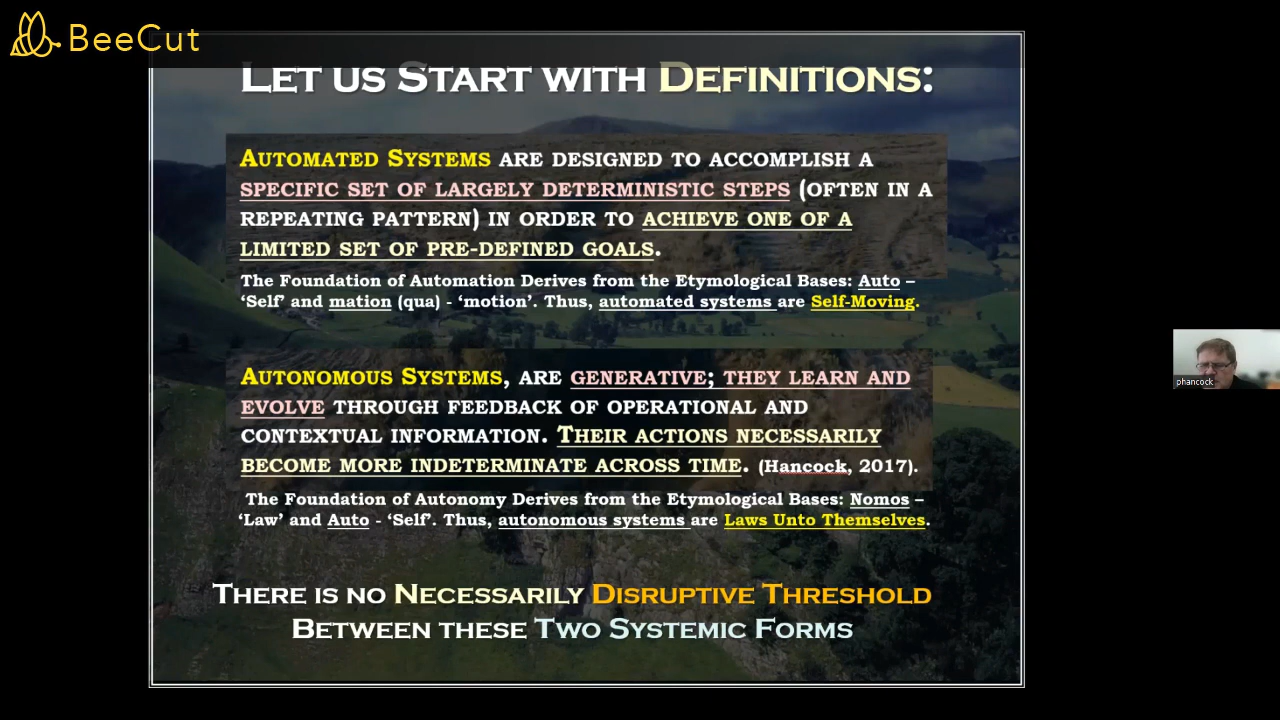 BeeCut
LET US START WITH DEFINITIONS:
AUTOMATED SYSTEMS ARE DESIGNED TO ACCOMPLISH A
SPECIFIC SET OF LARGELY DETERMINISTIC STEPS (OFTEN IN A
REPEATING PATTERN) IN ORDER TO ACHIEVE ONE OF A
LIMITED SET OF PRE-DEFINED GOALS.
The Foundation of Automation Derives from the Etymological Bases: Auto –
‘Self’ and mation (qua) - ‘motion’. Thus, automated systems are Self-Moving.
AUTONOMOUS SYSTEMS, ARE GENERATIVE; THEY LEARN AND
EVOLVE THROUGH FEEDBACK OF OPERATIONAL AND
CONTEXTUAL INFORMATION. THEIR ACTIONS NECESSARILY
BECOME MORE INDETERMINATE ACROSS TIME. (Hancock, 2017).
The Foundation of Autonomy Derives from the Etymological Bases: Nomos –
‘Law’ and Auto - ‘Self’. Thus, autonomous systems are Laws Unto Themselves.
THERE IS NO NECESSARILY DISRUPTIVE THRESHOLD
BETWEEN THESE TWO SYSTEMIC FORMS
phancock